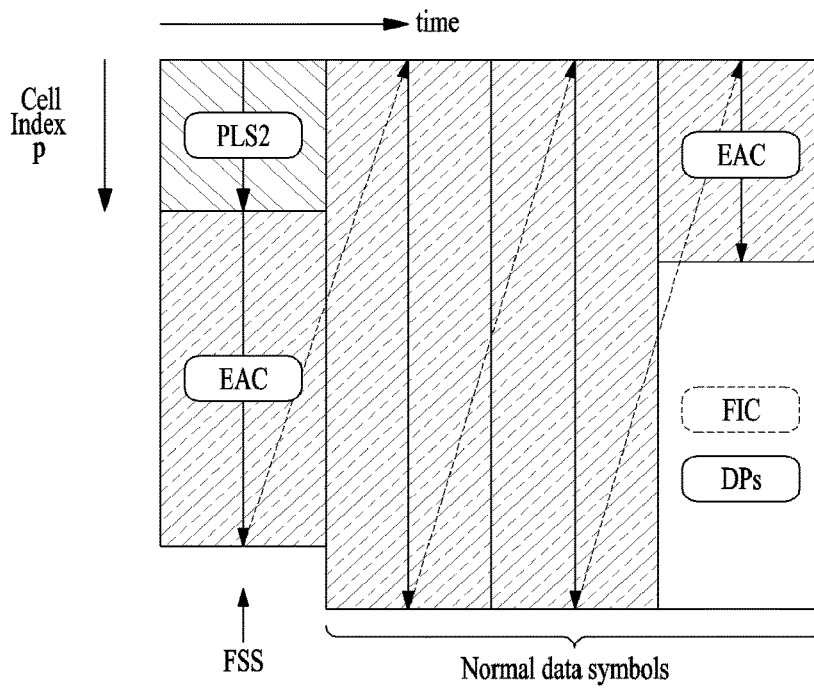 time
Cell
Index
p
PLS2
EAC
EAC
FIC
DPs
FSS
Normal data symbols